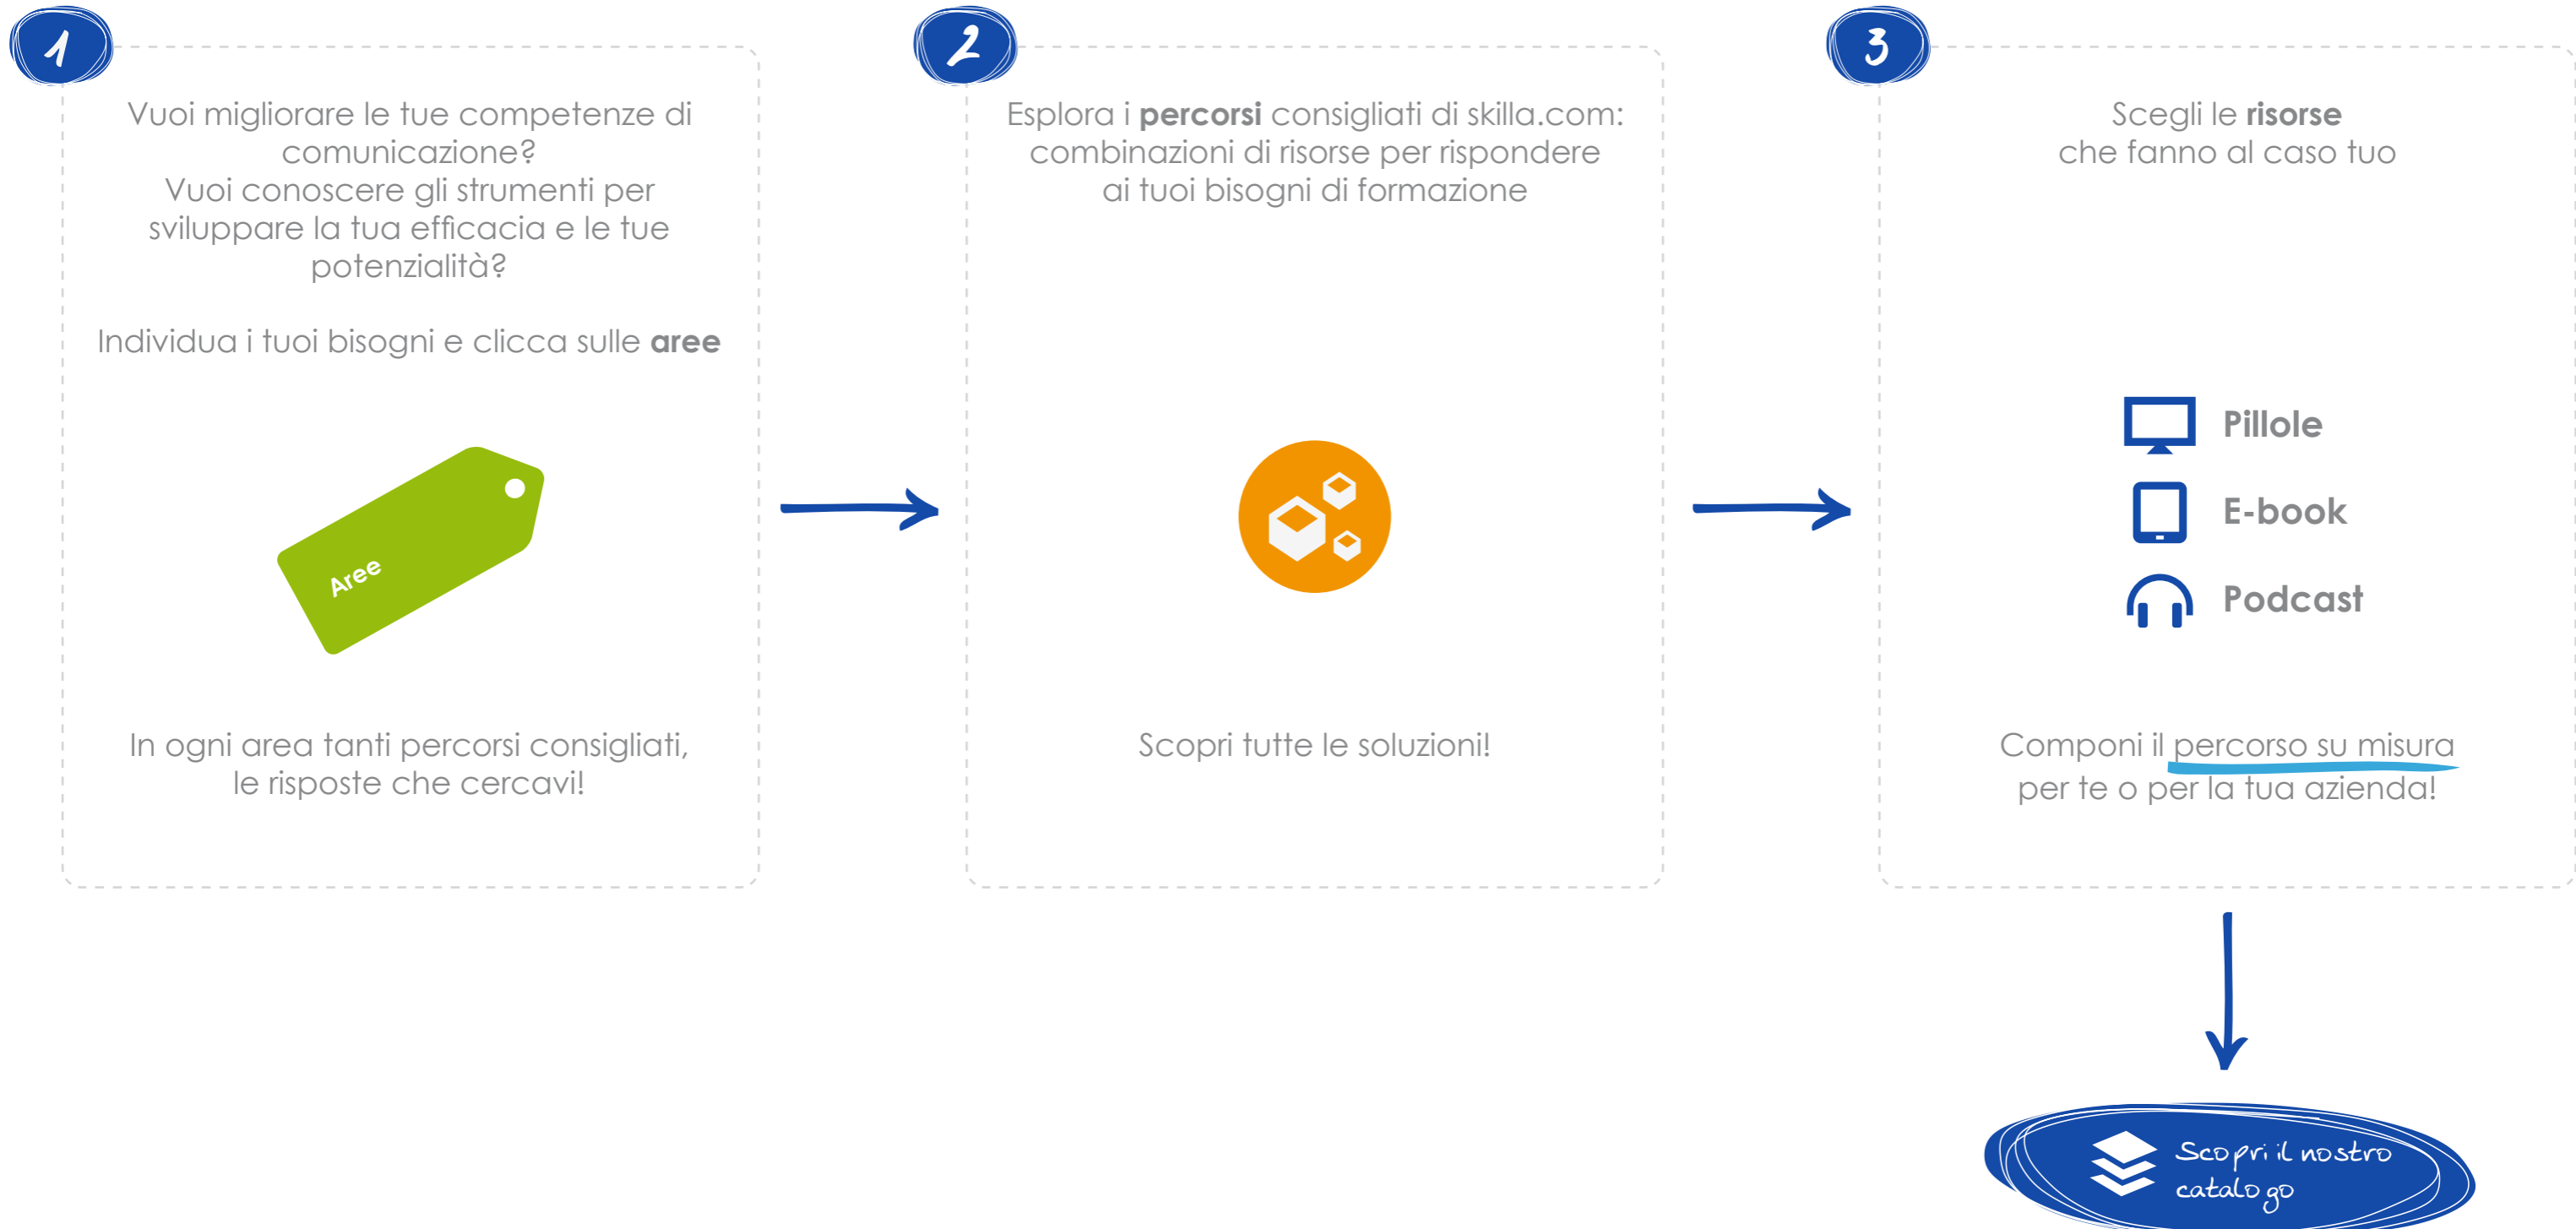 1
Vuoi migliorare le tue competenze di
comunicazione?
Vuoi conoscere gli strumenti per
sviluppare la tua efficacia e le tue
potenzialità?
Individua i tuoi bisogni e clicca sulle aree
Aree
In ogni area tanti percorsi consigliati,
le risposte che cercavi!
2
Esplora i percorsi consigliati di skilla.com:
combinazioni di risorse per rispondere
ai tuoi bisogni di formazione
Scopri tutte le soluzioni!
3
Scegli le risorse
che fanno al caso tuo
Pillole
E-book
Podcast
Componi il percorso su misura
per te o per la tua azienda!
Scopri il nostro
catalogo